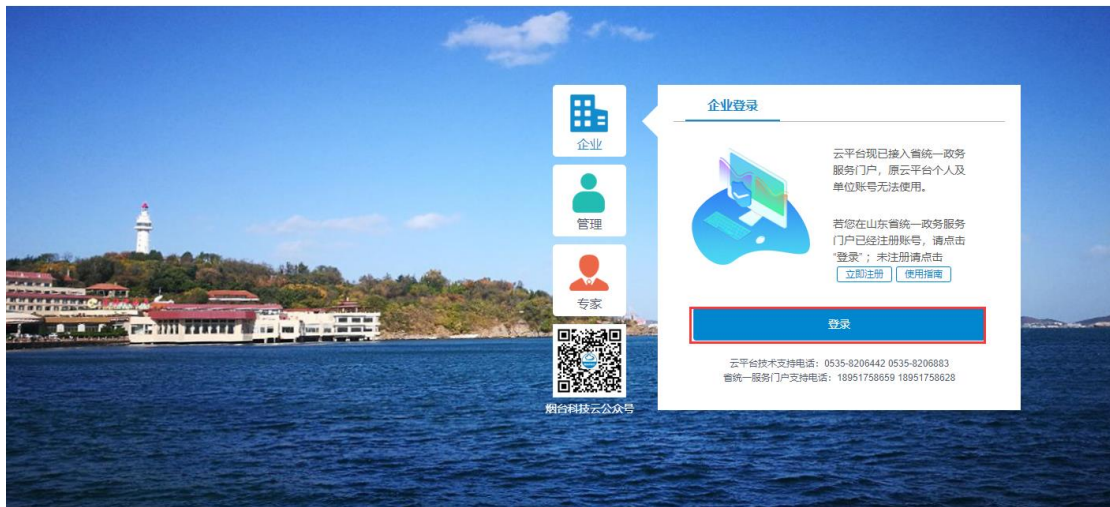 企业登录
企业
管理
专家
烟台科技云公众号
云平台现已接入省统一政务
服务门户，原云平台个人及
单位账号无法使用。
若您在山东省统一政务服务
门户已经注册账号，请点击
“登录”；未注册请点击
立即注册 使用指南
登录
云平台技术支持电话：0535-8206442 0535-8206883
省统一服务门户支持电话：18951758659 18951758628